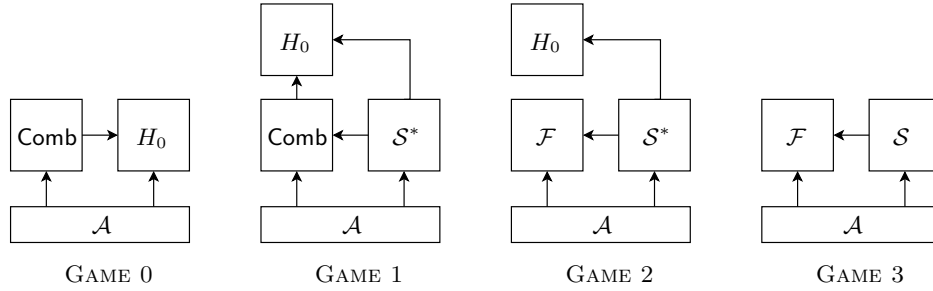 H₀ H₀
Comb H₀ Comb 𝒮* ℱ 𝒮* ℱ 𝒮
𝒜 𝒜 𝒜 𝒜
GAME 0 GAME 1 GAME 2 GAME 3